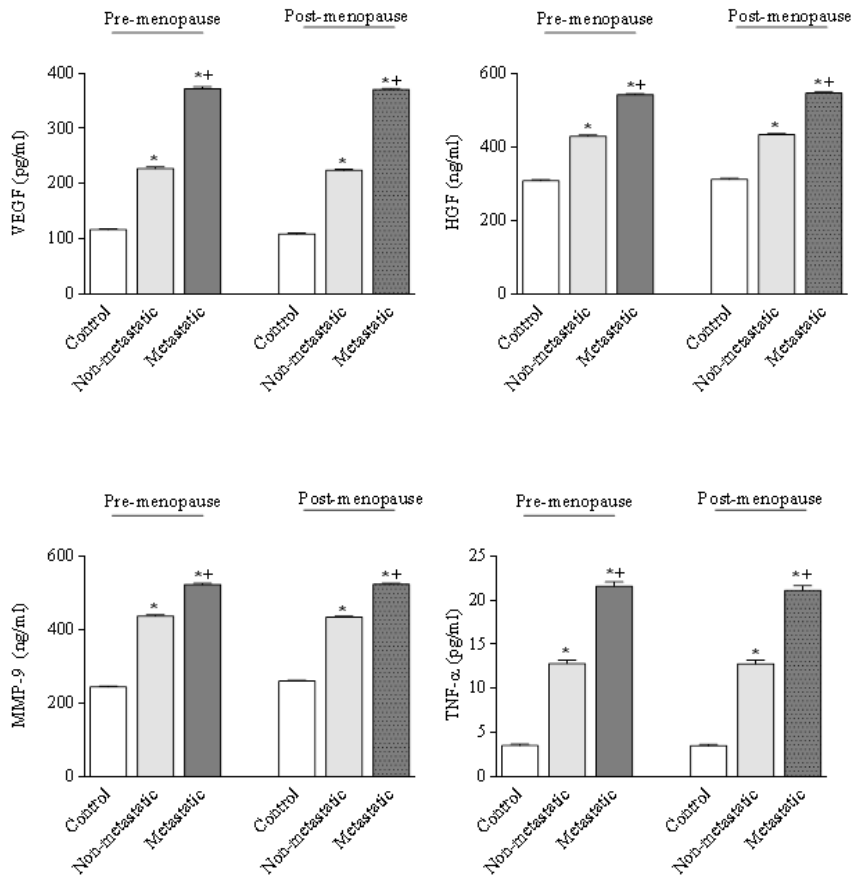 Pre-menopause
Post-menopause
VEGF (pg/ml)
400
300
200
100
0
*
*+
*
*+
Control
Non-metastatic
Metastatic
Control
Non-metastatic
Metastatic
Pre-menopause
Post-menopause
HGF (ng/ml)
600
400
200
0
*
*+
*
*+
Control
Non-metastatic
Metastatic
Control
Non-metastatic
Metastatic
Pre-menopause
Post-menopause
MMP-9 (ng/ml)
600
400
200
0
*
*+
*
*+
Control
Non-metastatic
Metastatic
Control
Non-metastatic
Metastatic
Pre-menopause
Post-menopause
TNF-α (pg/ml)
25
20
15
10
5
0
*
*+
*
*+
Control
Non-metastatic
Metastatic
Control
Non-metastatic
Metastatic